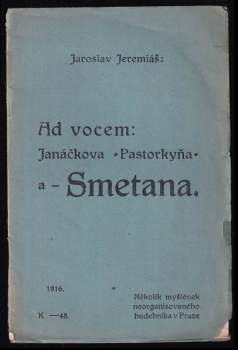 Jaroslav Jeremiáš:
Ad vocem:
Janáčkova „Pastorkyňa“
a – Smetana.
1916.
K —48.
Několik myšlének
neorganisovaného
hudebníka v Praze